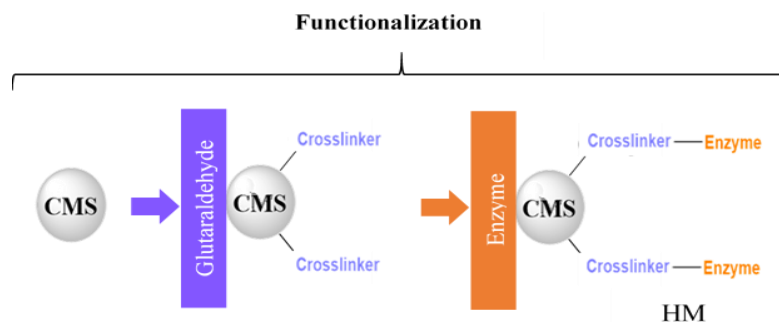 Functionalization
CMS
Glutaraldehyde
CMS
Crosslinker
Crosslinker
Enzyme
CMS
Crosslinker
Enzyme
Crosslinker
Enzyme
HM